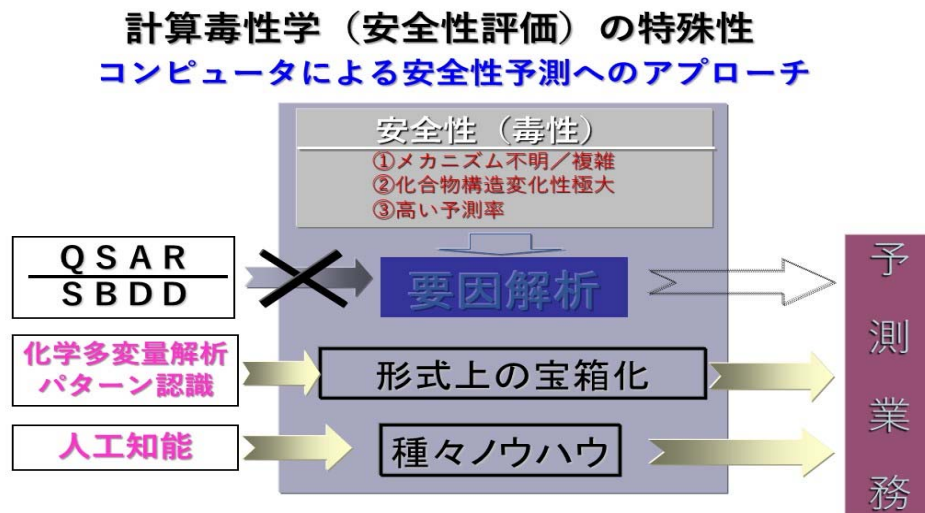 計算毒性学（安全性評価）の特殊性
コンピュータによる安全性予測へのアプローチ
安全性（毒性）
①メカニズム不明／複雑
②化合物構造変化性極大
③高い予測率
QSAR
SBDD
要因解析
化学多変量解析
パターン認識
形式上の宝箱化
人工知能
種々ノウハウ
予測業務